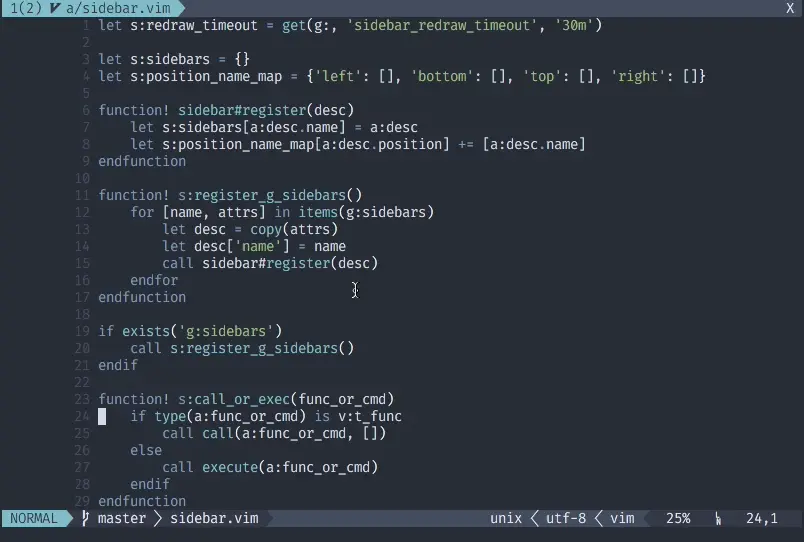 1(2) a/sidebar.vim X
1 let s:redraw_timeout = get(g:, 'sidebar_redraw_timeout', '30m')
2
3 let s:sidebars = {}
4 let s:position_name_map = {'left': [], 'bottom': [], 'top': [], 'right': []}
5
6 function! sidebar#register(desc)
7     let s:sidebars[a:desc.name] = a:desc
8     let s:position_name_map[a:desc.position] += [a:desc.name]
9 endfunction
10
11 function! s:register_g_sidebars()
12     for [name, attrs] in items(g:sidebars)
13         let desc = copy(attrs)
14         let desc['name'] = name
15         call sidebar#register(desc)
16     endfor
17 endfunction
18
19 if exists('g:sidebars')
20     call s:register_g_sidebars()
21 endif
22
23 function! s:call_or_exec(func_or_cmd)
24     if type(a:func_or_cmd) is v:t_func
25         call call(a:func_or_cmd, [])
26     else
27         call execute(a:func_or_cmd)
28     endif
29 endfunction
NORMAL master sidebar.vim unix utf-8 vim 25% 24,1